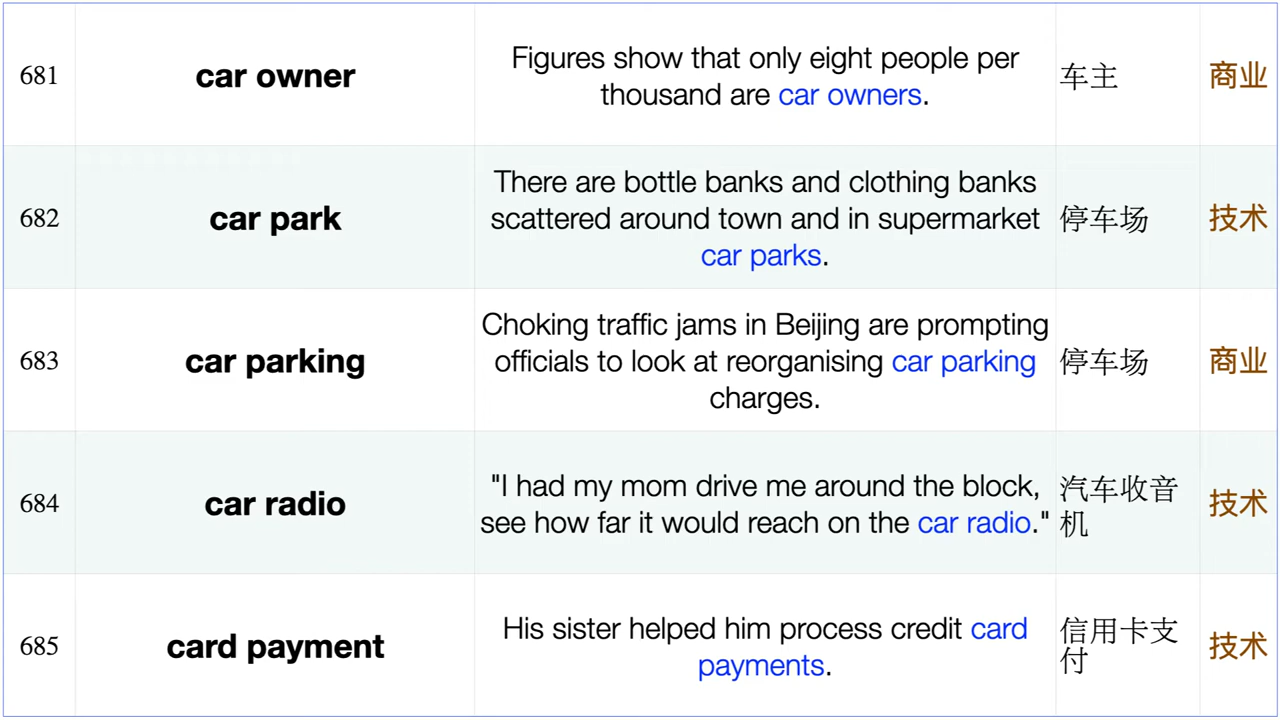 681
car owner
Figures show that only eight people per
thousand are car owners.
车主
商业
682
car park
There are bottle banks and clothing banks
scattered around town and in supermarket
car parks.
停车场
技术
683
car parking
Choking traffic jams in Beijing are prompting
officials to look at reorganising car parking
charges.
停车场
商业
684
car radio
"I had my mom drive me around the block,
see how far it would reach on the car radio."
汽车收音
机
技术
685
card payment
His sister helped him process credit card
payments.
信用卡支
付
技术